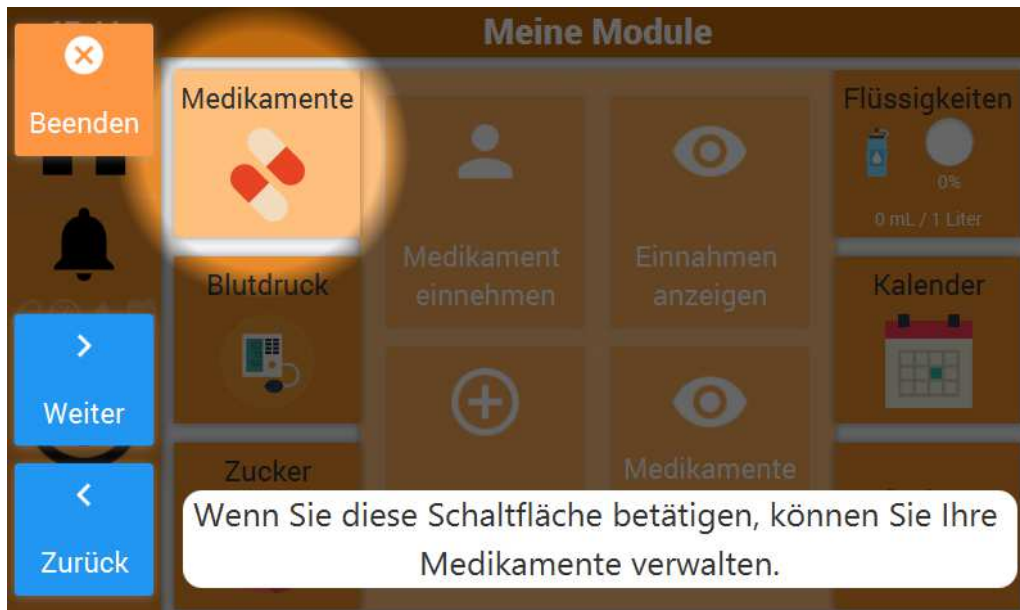 Meine Module
Beenden
Medikamente
Flüssigkeiten
0%
0 mL / 1 Liter
Medikament
einnehmen
Einnahmen
anzeigen
Blutdruck
Kalender
Weiter
Zucker
Medikamente
Zurück
Wenn Sie diese Schaltfläche betätigen, können Sie Ihre
Medikamente verwalten.